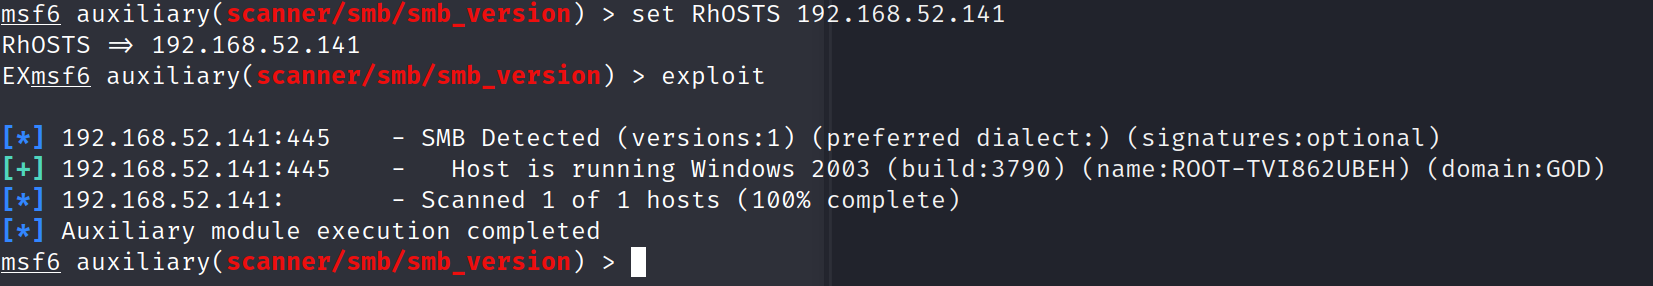 msf6 auxiliary(scanner/smb/smb_version) > set RhOSTS 192.168.52.141
RhOSTS ⇒ 192.168.52.141
EXmsf6 auxiliary(scanner/smb/smb_version) > exploit
[*] 192.168.52.141:445    - SMB Detected (versions:1) (preferred dialect:) (signatures:optional)
[+] 192.168.52.141:445    -   Host is running Windows 2003 (build:3790) (name:ROOT-TVI862UBEH) (domain:GOD)
[*] 192.168.52.141:       - Scanned 1 of 1 hosts (100% complete)
[*] Auxiliary module execution completed
msf6 auxiliary(scanner/smb/smb_version) >